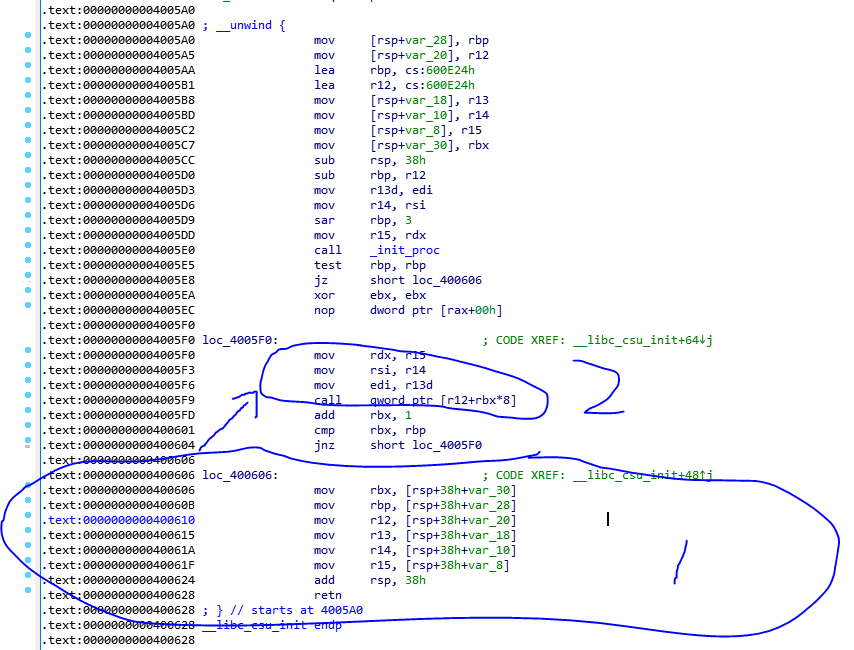 .text:00000000004005A0
.text:00000000004005A0 ; __unwind {
.text:00000000004005A0 mov [rsp+var_28], rbp
.text:00000000004005A5 mov [rsp+var_20], r12
.text:00000000004005AA lea rbp, cs:600E24h
.text:00000000004005B1 lea r12, cs:600E24h
.text:00000000004005B8 mov [rsp+var_18], r13
.text:00000000004005BD mov [rsp+var_10], r14
.text:00000000004005C2 mov [rsp+var_8], r15
.text:00000000004005C7 mov [rsp+var_30], rbx
.text:00000000004005CC sub rsp, 38h
.text:00000000004005D0 sub rbp, r12
.text:00000000004005D3 mov r13d, edi
.text:00000000004005D6 mov r14, rsi
.text:00000000004005D9 sar rbp, 3
.text:00000000004005DD mov r15, rdx
.text:00000000004005E0 call _init_proc
.text:00000000004005E5 test rbp, rbp
.text:00000000004005E8 jz short loc_400606
.text:00000000004005EA xor ebx, ebx
.text:00000000004005EC nop dword ptr [rax+00h]
.text:00000000004005F0
.text:00000000004005F0 loc_4005F0: ; CODE XREF: __libc_csu_init+64↓j
.text:00000000004005F0 mov rdx, r15
.text:00000000004005F3 mov rsi, r14
.text:00000000004005F6 mov edi, r13d
.text:00000000004005F9 call qword ptr [r12+rbx*8]
2
.text:00000000004005FD add rbx, 1
.text:0000000000400601 cmp rbx, rbp
.text:0000000000400604 jnz short loc_4005F0
.text:0000000000400606
.text:0000000000400606 loc_400606: ; CODE XREF: __libc_csu_init+48↑j
.text:0000000000400606 mov rbx, [rsp+38h+var_30]
.text:000000000040060B mov rbp, [rsp+38h+var_28]
.text:0000000000400610 mov r12, [rsp+38h+var_20]
.text:0000000000400615 mov r13, [rsp+38h+var_18]
.text:000000000040061A mov r14, [rsp+38h+var_10]
.text:000000000040061F mov r15, [rsp+38h+var_8]
1
.text:0000000000400624 add rsp, 38h
.text:0000000000400628 retn
.text:0000000000400628 ; } // starts at 4005A0
.text:0000000000400628 __libc_csu_init endp
.text:0000000000400628